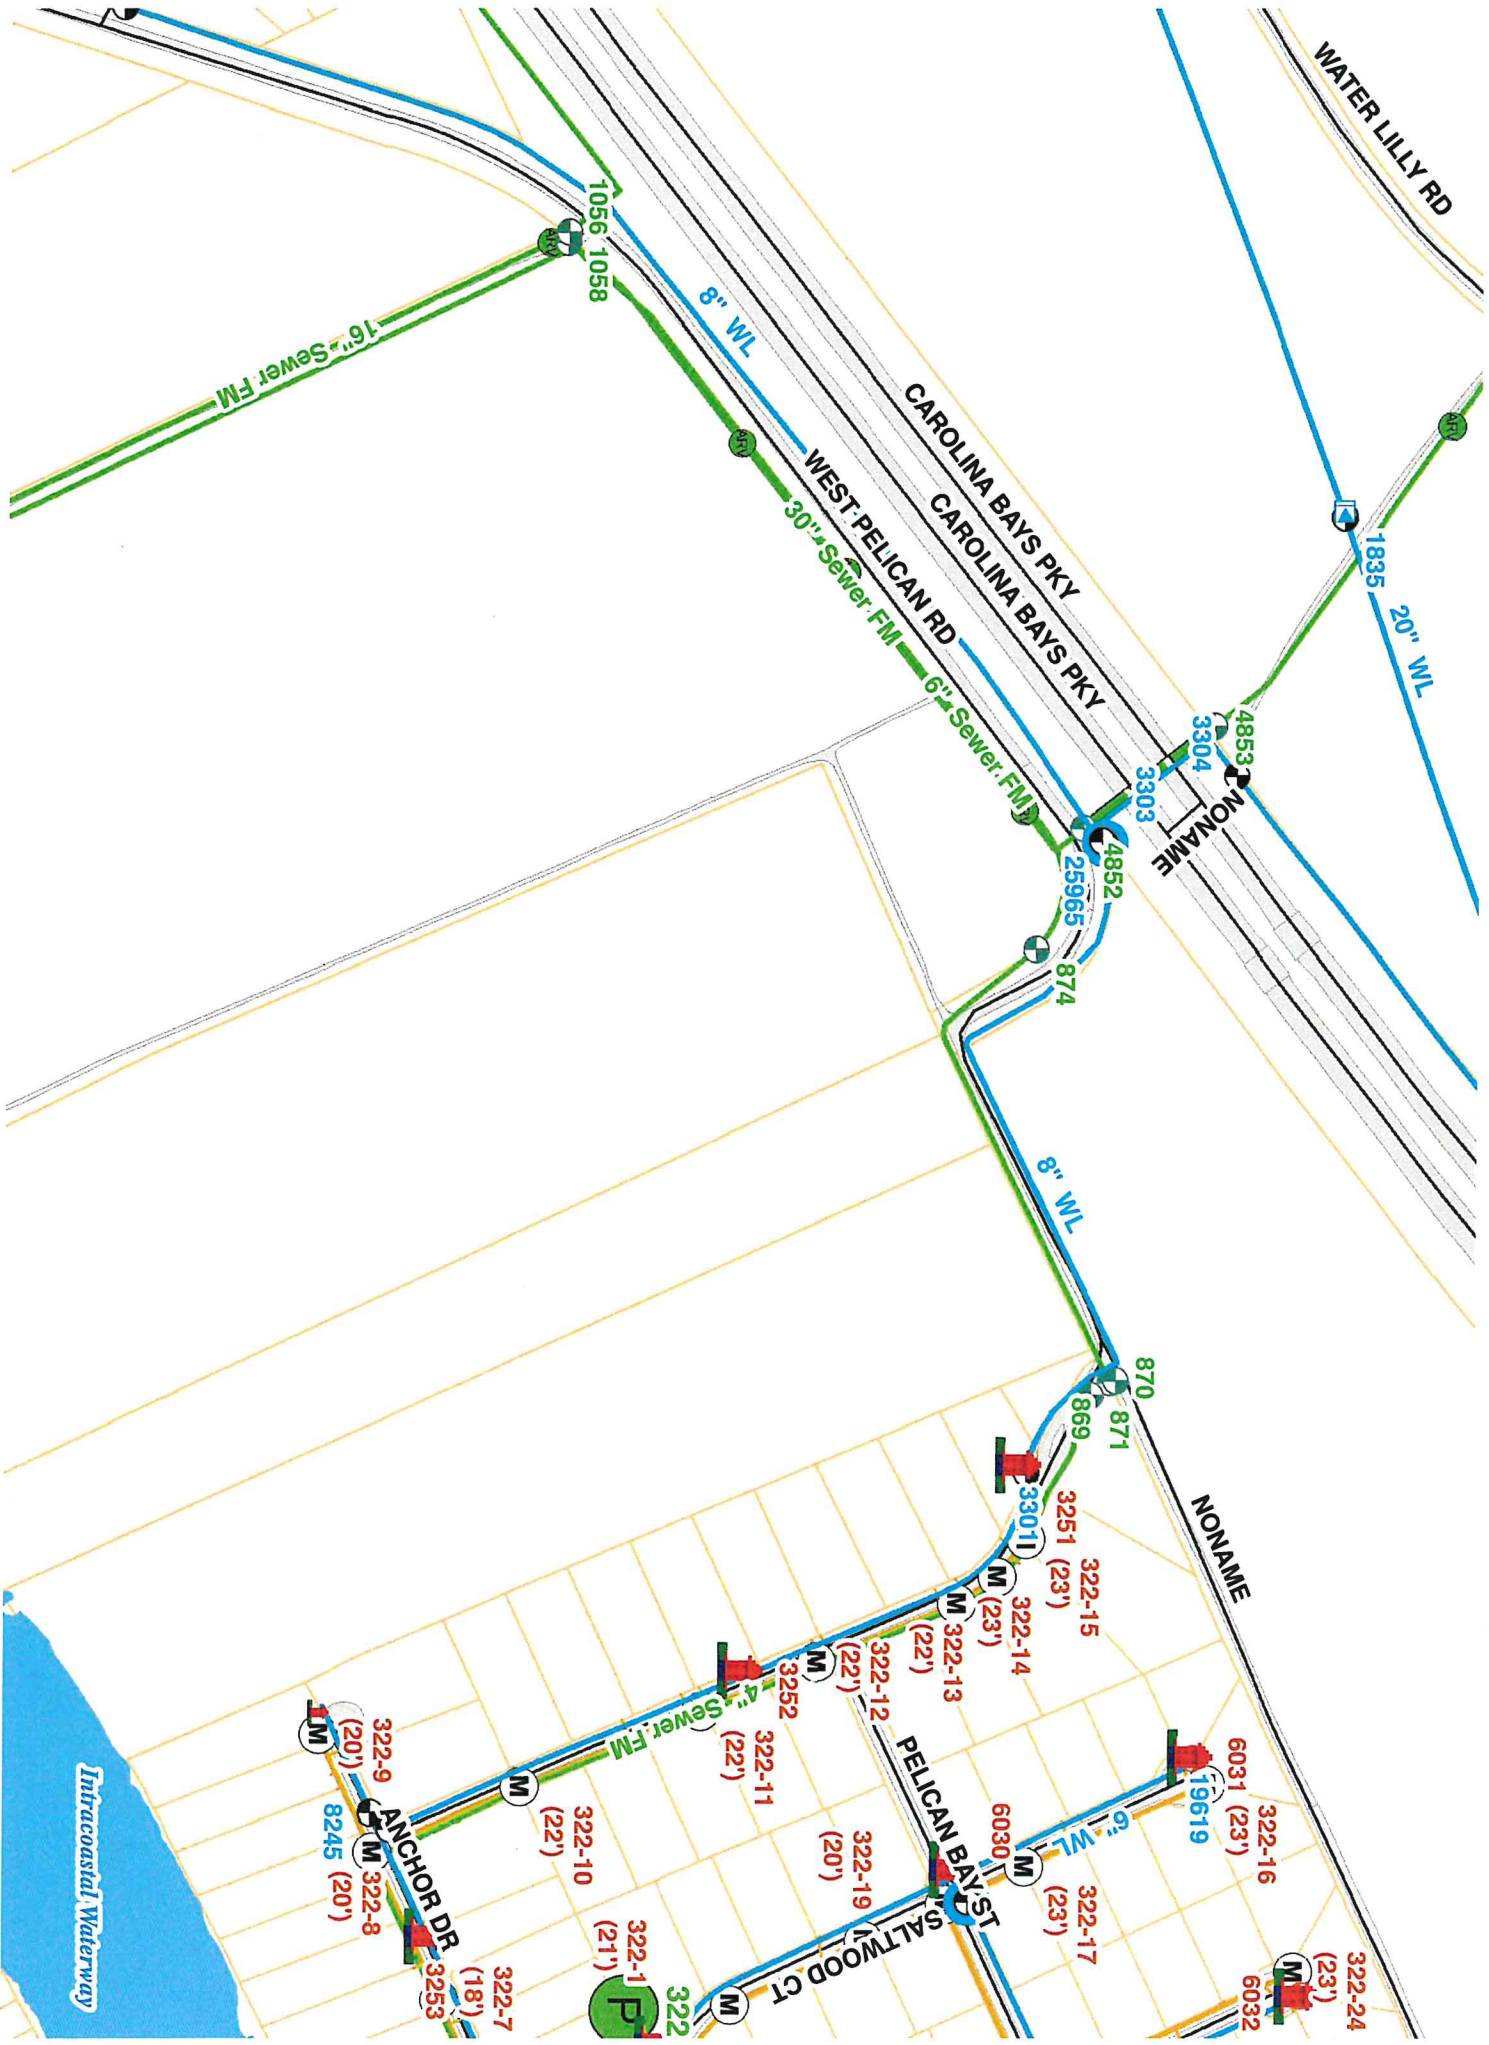 WATER LILLY RD
1056
1058
8" WL
16" Sewer FM
CAROLINA BAYS PKY
CAROLINA BAYS PKY
ARV
ARV
ARV
1835
20" WL
WEST PELICAN RD
30" Sewer FM
6" Sewer FM
4853
3304
3303
NONAME
4852
25965
874
8" WL
870
871
869
NONAME
3251
3301
322-15
(23')
M
322-14
(23')
M
322-13
(22')
M
322-12
(22')
3252
4" Sewer FM
322-11
(22')
M
322-10
(22')
PELICAN BAY ST
6031
19619
322-16
(23')
6" WL
6030
M
322-17
(23')
322-19
(20')
SALTWOOD CT
M
M
322-9
(20')
8245
ANCHOR DR
M
322-8
(20')
3253
322-7
(18')
322-1
(21')
P
322
M
322-24
(23')
6032
Intracoastal Waterway